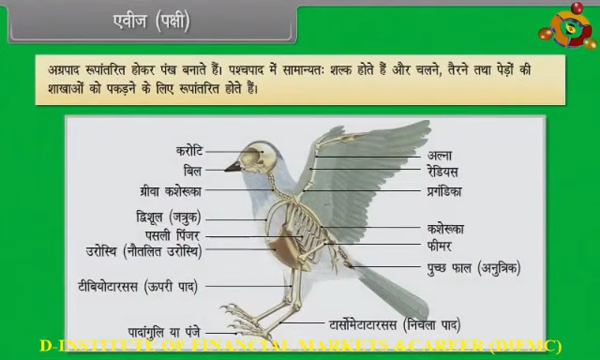 एवीज (पक्षी)
अग्रपाद रूपांतरित होकर पंख बनाते हैं। पश्चपाद में सामान्यतः शल्क होते हैं और चलने, तैरने तथा पेड़ों की
शाखाओं को पकड़ने के लिए रूपांतरित होते हैं।
करोटि
बिल
ग्रीवा कशेरूका
द्विशूल (जत्रुक)
पसली पिंजर
उरोस्थि (नौतलित उरोस्थि)
टीबियोटारसस (ऊपरी पाद)
पादांगुलि या पंजे
अल्ना
रेडियस
प्रगंडिका
कशेरूका
फीमर
पुच्छ फाल (अनुत्रिक)
टार्सोमेटाटारसस (निचला पाद)
D-INSTITUTE OF FINANCIAL MARKETS &CAREER (DIFMC)